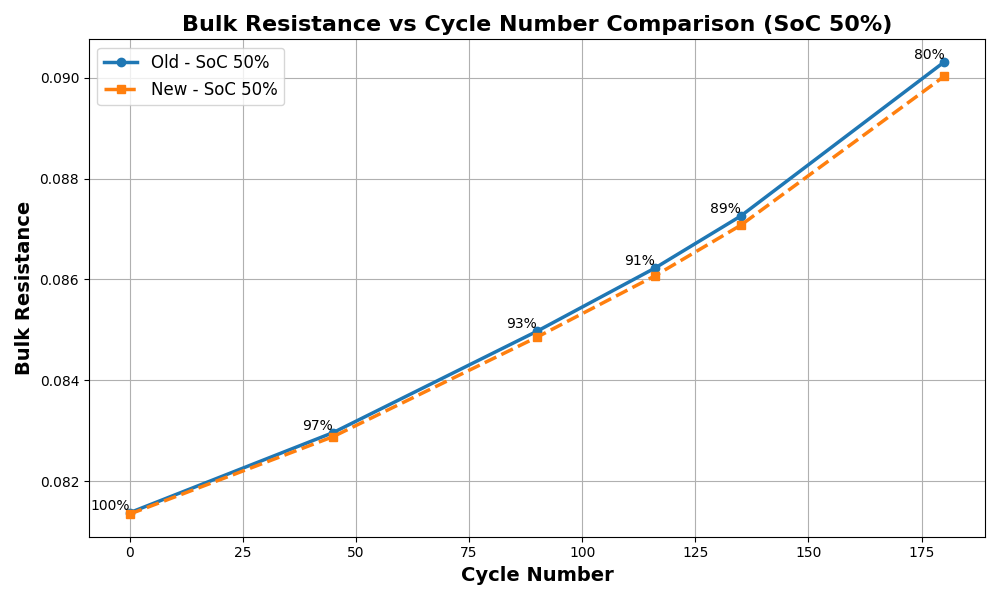 Bulk Resistance vs Cycle Number Comparison (SoC 50%)
Old - SoC 50%
New - SoC 50%
80%
89%
91%
93%
97%
100%
0.090
0.088
0.086
0.084
0.082
Bulk Resistance
0 25 50 75 100 125 150 175
Cycle Number